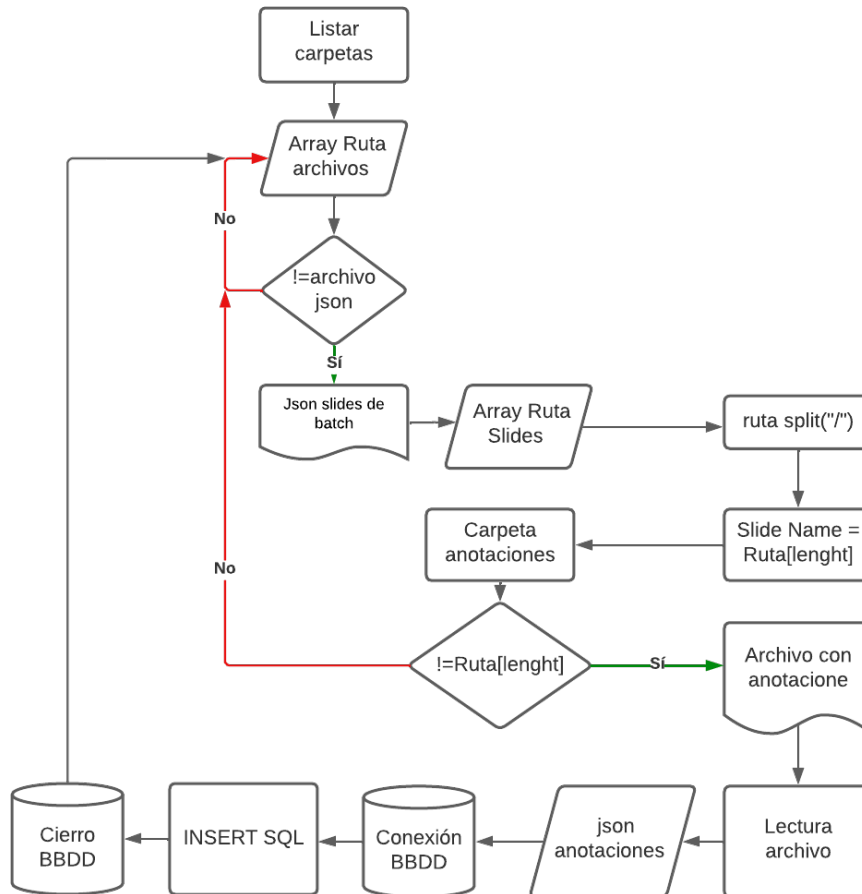 Listar
carpetas
Array Ruta
archivos
No
!=archivo
json
Sí
Json slides de
batch
Array Ruta
Slides
ruta split("/")
Slide Name =
Ruta[lenght]
Carpeta
anotaciones
No
!=Ruta[lenght]
Sí
Archivo con
anotacione
Lectura
archivo
json
anotaciones
Conexión
BBDD
INSERT SQL
Cierro
BBDD